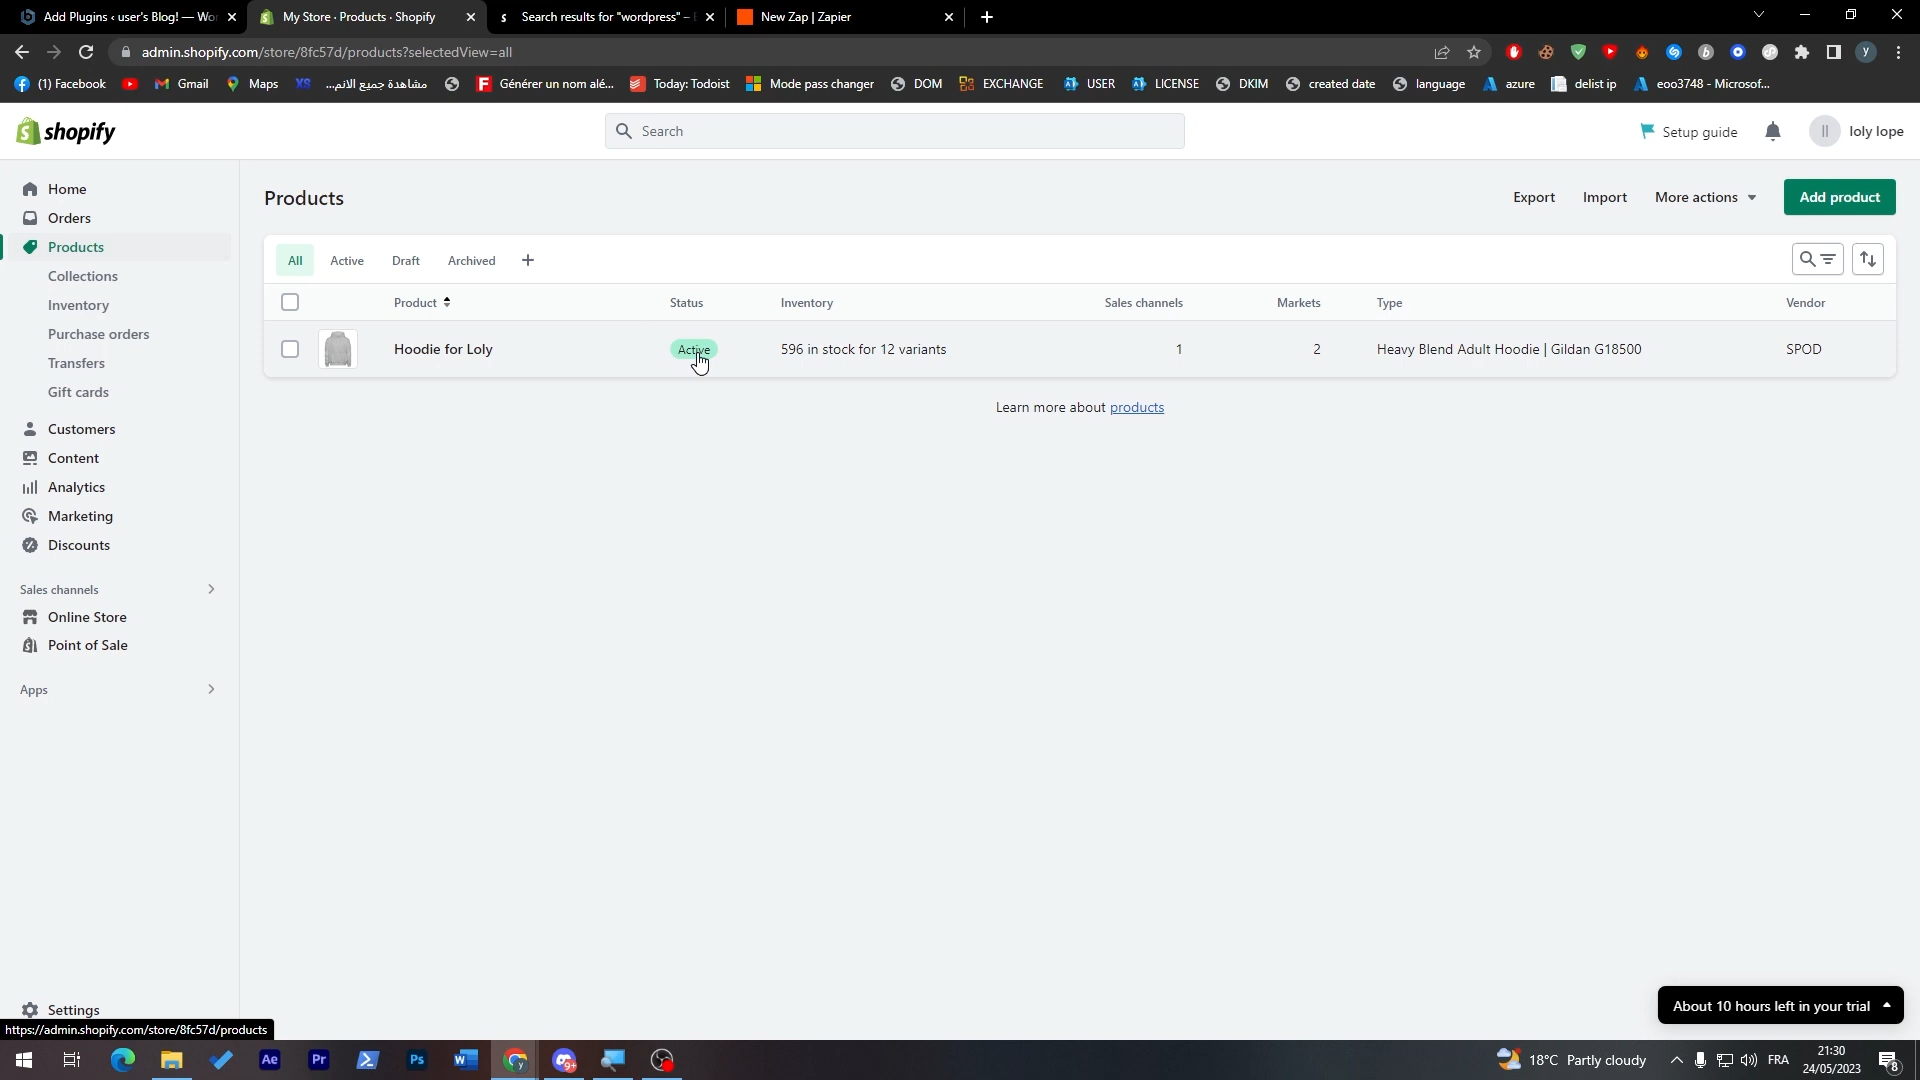 Add Plugins ‹ user's Blog! — Wor
My Store · Products · Shopify
Search results for "wordpress" –
New Zap | Zapier
admin.shopify.com/store/8fc57d/products?selectedView=all
(1) Facebook
Gmail
Maps
مشاهدة جميع الانم...
Générer un nom alé...
Today: Todoist
Mode pass changer
DOM
EXCHANGE
USER
LICENSE
DKIM
created date
language
azure
delist ip
eoo3748 - Microsof...
shopify
Search
Setup guide
ll
loly lope
Home
Orders
Products
Collections
Inventory
Purchase orders
Transfers
Gift cards
Customers
Content
Analytics
Marketing
Discounts
Sales channels
Online Store
Point of Sale
Apps
Settings
Products
Export
Import
More actions
Add product
All
Active
Draft
Archived
Product
Status
Inventory
Sales channels
Markets
Type
Vendor
Hoodie for Loly
Active
596 in stock for 12 variants
1
2
Heavy Blend Adult Hoodie | Gildan G18500
SPOD
Learn more about products
About 10 hours left in your trial
https://admin.shopify.com/store/8fc57d/products
Ae
Pr
Ps
18°C Partly cloudy
FRA
21:30
24/05/2023
8